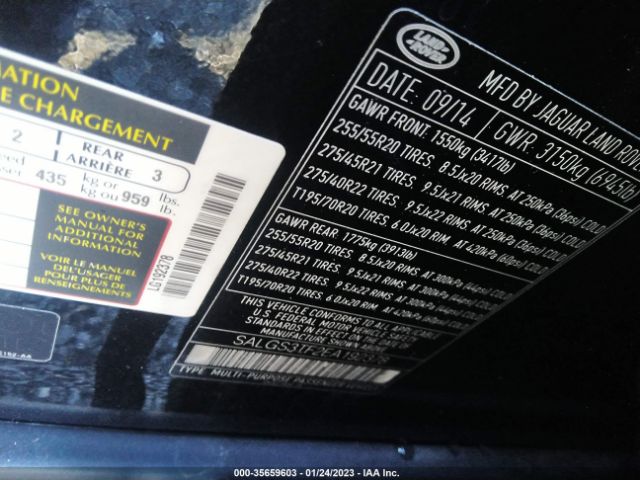 MATION
E CHARGEMENT
2 REAR ARRIÈRE 3
435 kg or kg ou 959 lbs. lb.
SEE OWNER'S
MANUAL FOR
ADDITIONAL
INFORMATION
VOIR LE MANUEL
DE L'USAGER
POUR PLUS DE
RENSEIGNEMENTS
LG192378
LAND-
ROVER
MFD BY JAGUAR LAND
DATE: 09/14 GWR: 3150kg
GAWR FRONT: 1550kg (3417lb)
255/55R20 TIRES 8.5Jx20 RIMS AT 250kPa (36psi) COLD
275/45R21 TIRES 9.5Jx21 RIMS AT 250kPa (36psi) COLD
275/40R22 TIRES 9.5Jx22 RIMS AT 250kPa (36psi) COLD
T195/70R20 TIRES 6.0Jx20 RIM AT 420kPa (60psi) COLD
GAWR REAR 1775kg (3913lb)
255/55R20 TIRES 8.5Jx20 RIMS AT 300kPa (44psi) COLD
275/45R21 TIRES 9.5Jx21 RIMS AT 300kPa (44psi) COLD
275/40R22 TIRES 9.5Jx22 RIMS AT 300kPa (44psi) COLD
T195/70R20 TIRES 6.0Jx20 RIM AT 420kPa
THIS VEHICLE CONFORMS TO ALL APPLICABLE
U.S. FEDERAL MOTOR VEHICLE
STANDARDS IN EFFECT ON THE DATE OF
MANUFACTURE SHOWN
TYPE MULTI-PURPOSE PASSENGER
000-35659603 - 01/24/2023 - IAA Inc.